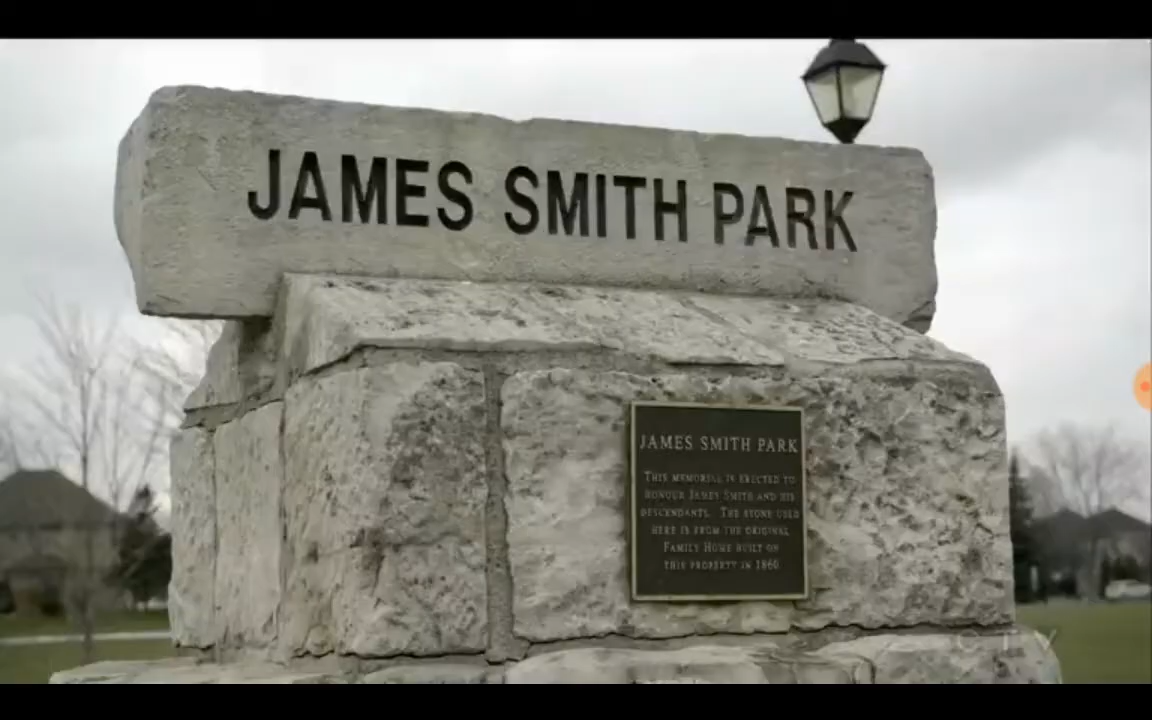 JAMES SMITH PARK
JAMES SMITH PARK
THIS MEMORIAL IS ERECTED TO
HONOUR JAMES SMITH AND HIS
DESCENDANTS. THE STONE USED
HERE IS FROM THE ORIGINAL
FAMILY HOME BUILT ON
THIS PROPERTY IN 1860
CTV